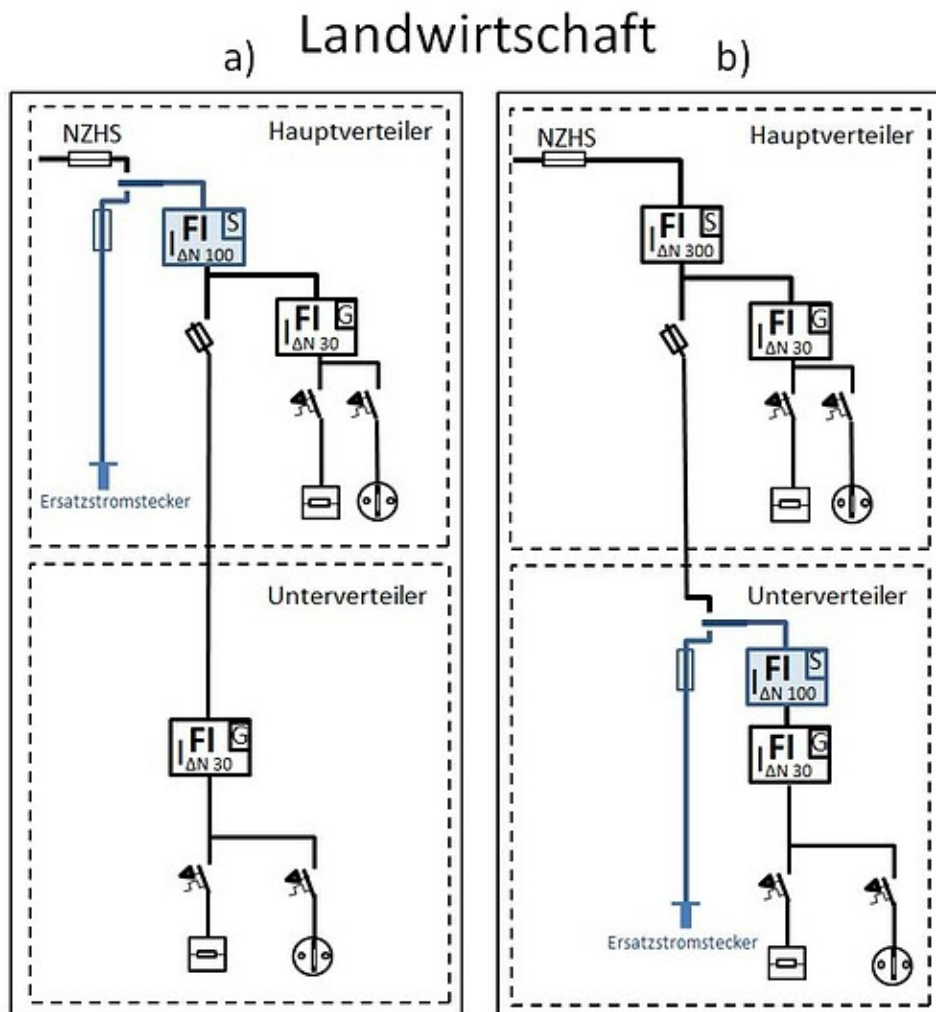 Landwirtschaft
a)
NZHS
Hauptverteiler
FI S
I ΔN 100
FI G
I ΔN 30
Ersatzstromstecker
Unterverteiler
FI G
I ΔN 30
b)
NZHS
Hauptverteiler
FI S
I ΔN 300
FI G
I ΔN 30
Unterverteiler
FI S
I ΔN 100
FI G
I ΔN 30
Ersatzstromstecker